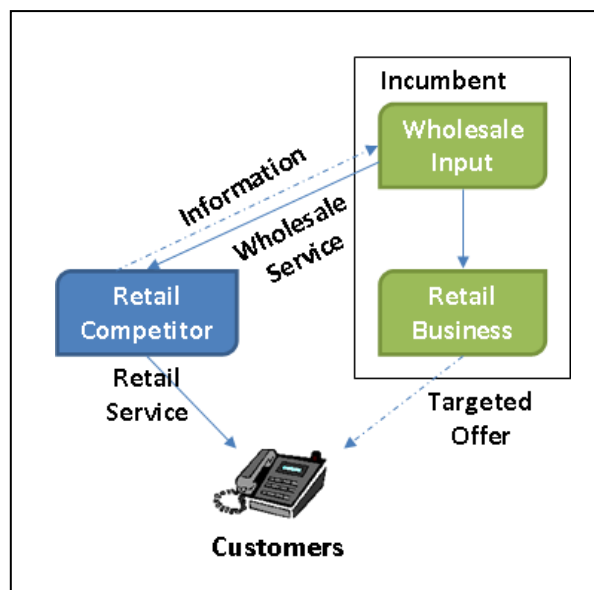 Incumbent
Wholesale
Input
Information
Wholesale
Service
Retail
Competitor
Retail
Business
Retail
Service
Targeted
Offer
Customers